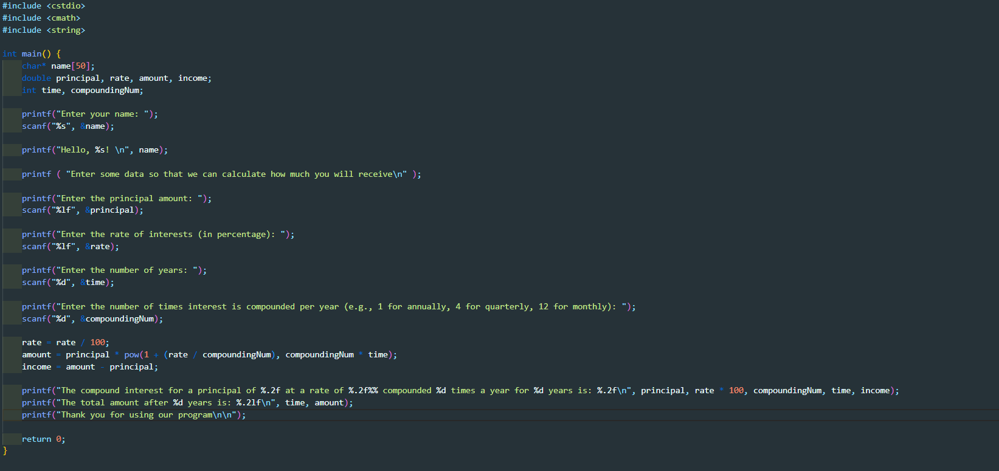 #include <cstdio>
#include <cmath>
#include <string>
int main() {
char* name[50];
double principal, rate, amount, income;
int time, compoundingNum;
printf("Enter your name: ");
scanf("%s", &name);
printf("Hello, %s! \n", name);
printf ( "Enter some data so that we can calculate how much you will receive\n" );
printf("Enter the principal amount: ");
scanf("%lf", &principal);
printf("Enter the rate of interests (in percentage): ");
scanf("%lf", &rate);
printf("Enter the number of years: ");
scanf("%d", &time);
printf("Enter the number of times interest is compounded per year (e.g., 1 for annually, 4 for quarterly, 12 for monthly): ");
scanf("%d", &compoundingNum);
rate = rate / 100;
amount = principal * pow(1 + (rate / compoundingNum), compoundingNum * time);
income = amount - principal;
printf("The compound interest for a principal of %.2f at a rate of %.2f%% compounded %d times a year for %d years is: %.2f\n", principal, rate * 100, compoundingNum, time, income);
printf("The total amount after %d years is: %.2lf\n", time, amount);
printf("Thank you for using our program\n\n");
return 0;
}